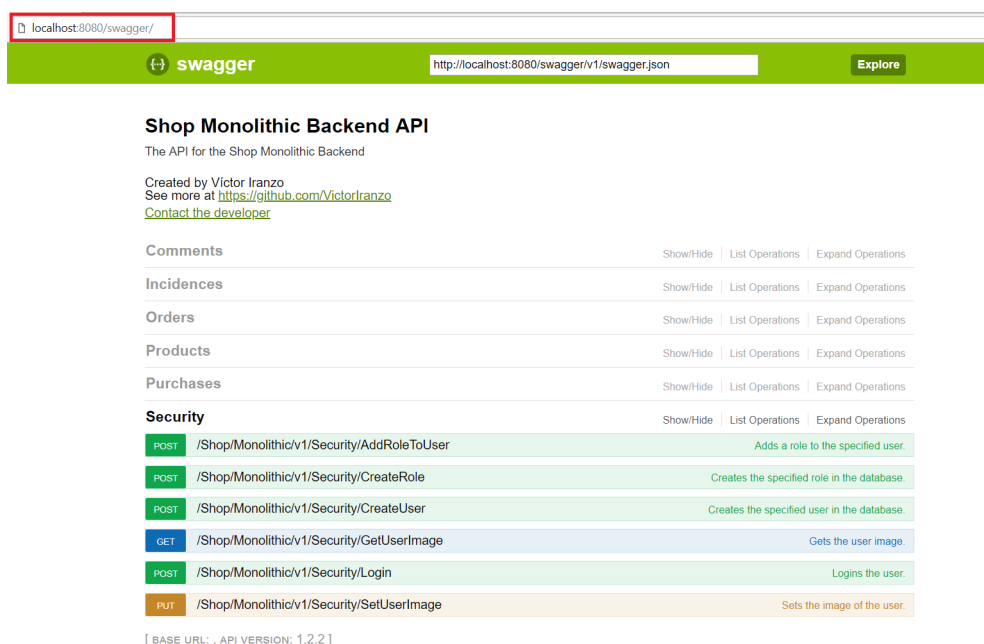 localhost:8080/swagger/
{···} swagger http://localhost:8080/swagger/v1/swagger.json Explore
Shop Monolithic Backend API
The API for the Shop Monolithic Backend
Created by Víctor Iranzo
See more at https://github.com/VictorIranzo
Contact the developer
Comments Show/Hide List Operations Expand Operations
Incidences Show/Hide List Operations Expand Operations
Orders Show/Hide List Operations Expand Operations
Products Show/Hide List Operations Expand Operations
Purchases Show/Hide List Operations Expand Operations
Security Show/Hide List Operations Expand Operations
POST /Shop/Monolithic/v1/Security/AddRoleToUser Adds a role to the specified user.
POST /Shop/Monolithic/v1/Security/CreateRole Creates the specified role in the database.
POST /Shop/Monolithic/v1/Security/CreateUser Creates the specified user in the database.
GET /Shop/Monolithic/v1/Security/GetUserImage Gets the user image.
POST /Shop/Monolithic/v1/Security/Login Logins the user.
PUT /Shop/Monolithic/v1/Security/SetUserImage Sets the image of the user.
[ BASE URL: , API VERSION: 1.2.2 ]